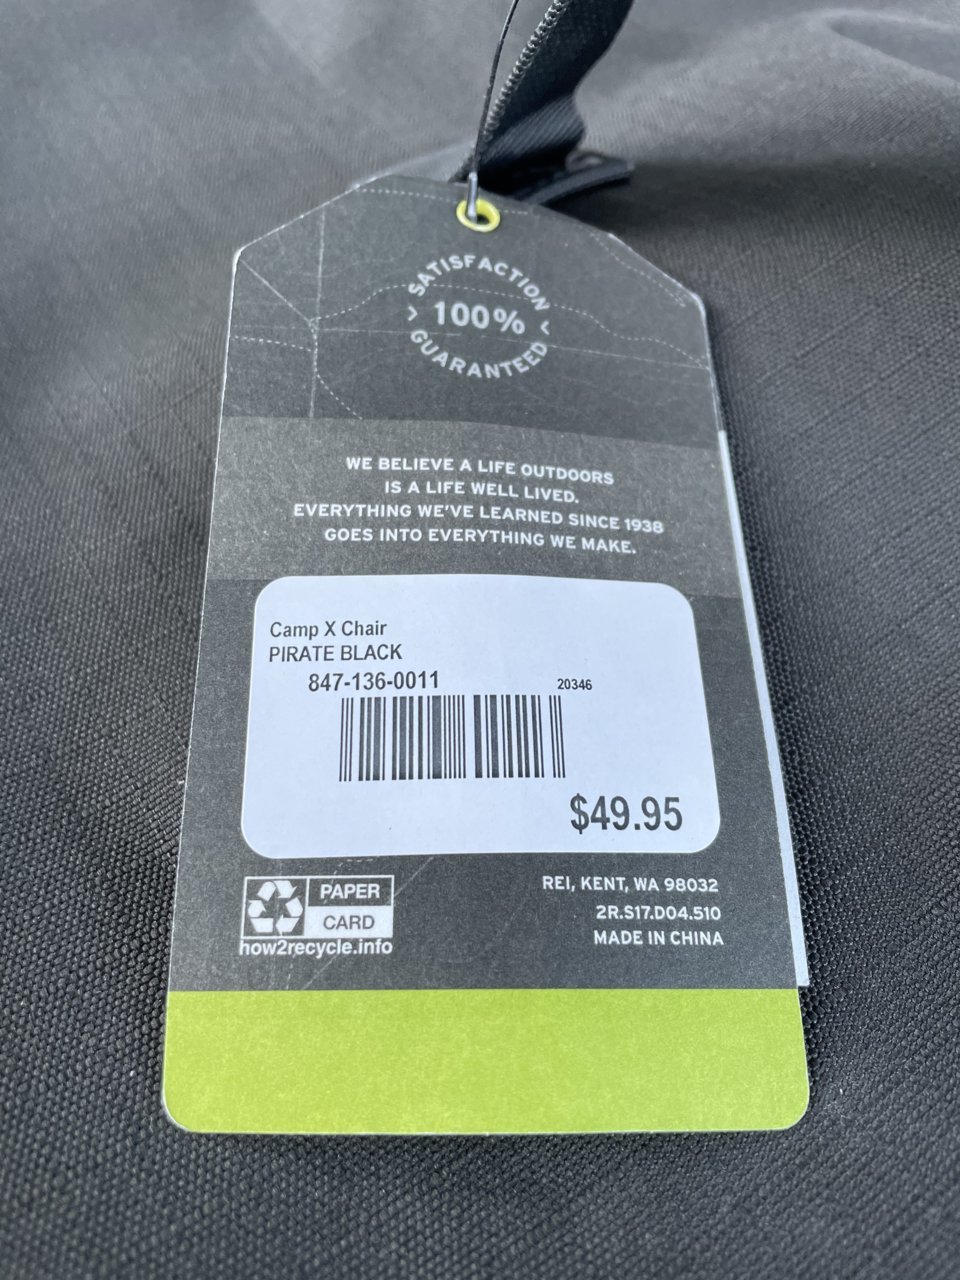 SATISFACTION
100%
GUARANTEED
WE BELIEVE A LIFE OUTDOORS
IS A LIFE WELL LIVED.
EVERYTHING WE'VE LEARNED SINCE 1938
GOES INTO EVERYTHING WE MAKE.
Camp X Chair
PIRATE BLACK
847-136-0011 20346
$49.95
PAPER
CARD
how2recycle.info
REI, KENT, WA 98032
2R.S17.D04.510
MADE IN CHINA